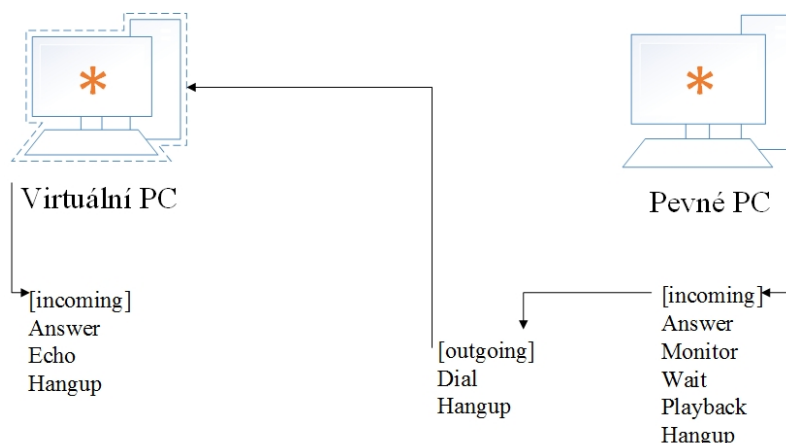 Virtuální PC
Pevné PC
[incoming]
Answer
Echo
Hangup
[outgoing]
Dial
Hangup
[incoming]
Answer
Monitor
Wait
Playback
Hangup